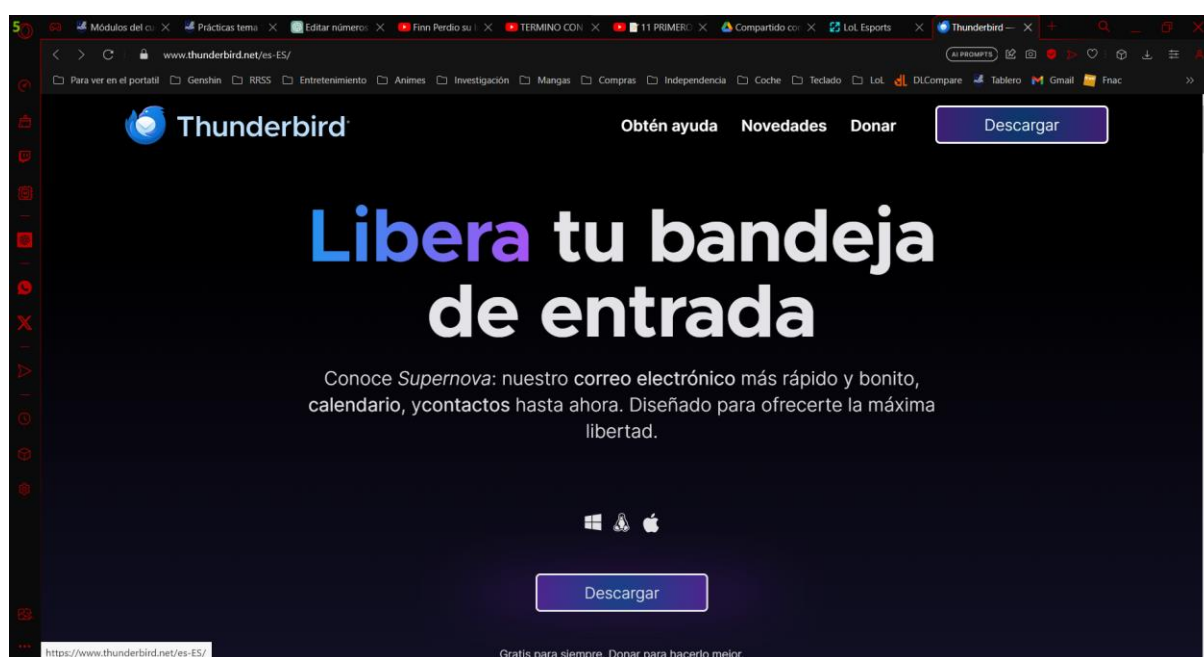 50
Módulos del cu
Prácticas tema
Editar números
Finn Perdio su
TERMINO CON
11 PRIMERO
Compartido con
LoL Esports
Thunderbird —
www.thunderbird.net/es-ES/
AI PROMPTS
Para ver en el portatil Genshin RRSS Entretenimiento Animes Investigación Mangas Compras Independencia Coche Teclado LoL DLCompare Tablero Gmail Fnac
Thunderbird
Obtén ayuda Novedades Donar Descargar
Libera tu bandeja
de entrada
Conoce Supernova: nuestro correo electrónico más rápido y bonito,
calendario, ycontactos hasta ahora. Diseñado para ofrecerte la máxima
libertad.
Descargar
https://www.thunderbird.net/es-ES/
Gratis para siempre. Donar para hacerlo mejor.